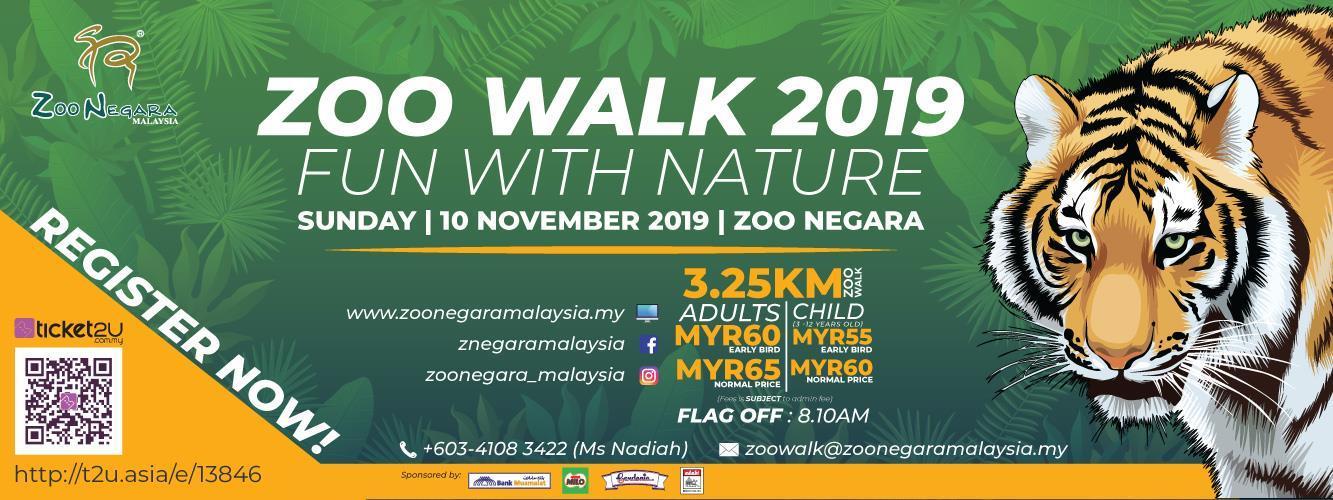 ZOO NEGARA
MALAYSIA
ZOO WALK 2019
FUN WITH NATURE
SUNDAY | 10 NOVEMBER 2019 | ZOO NEGARA
REGISTER NOW!
ticket2u
.com.my
http://t2u.asia/e/13846
www.zoonegaramalaysia.my
znegaramalaysia
zoonegara_malaysia
3.25KM ZOO WALK
ADULTS
MYR60
EARLY BIRD
MYR65
NORMAL PRICE
CHILD
(3 -12 YEARS OLD)
MYR55
EARLY BIRD
MYR60
NORMAL PRICE
(Fees is SUBJECT to admin fee)
FLAG OFF : 8.10AM
+603-4108 3422 (Ms Nadiah)
zoowalk@zoonegaramalaysia.my
Sponsored by:
Bank Muamalat
MILO
Gardenia